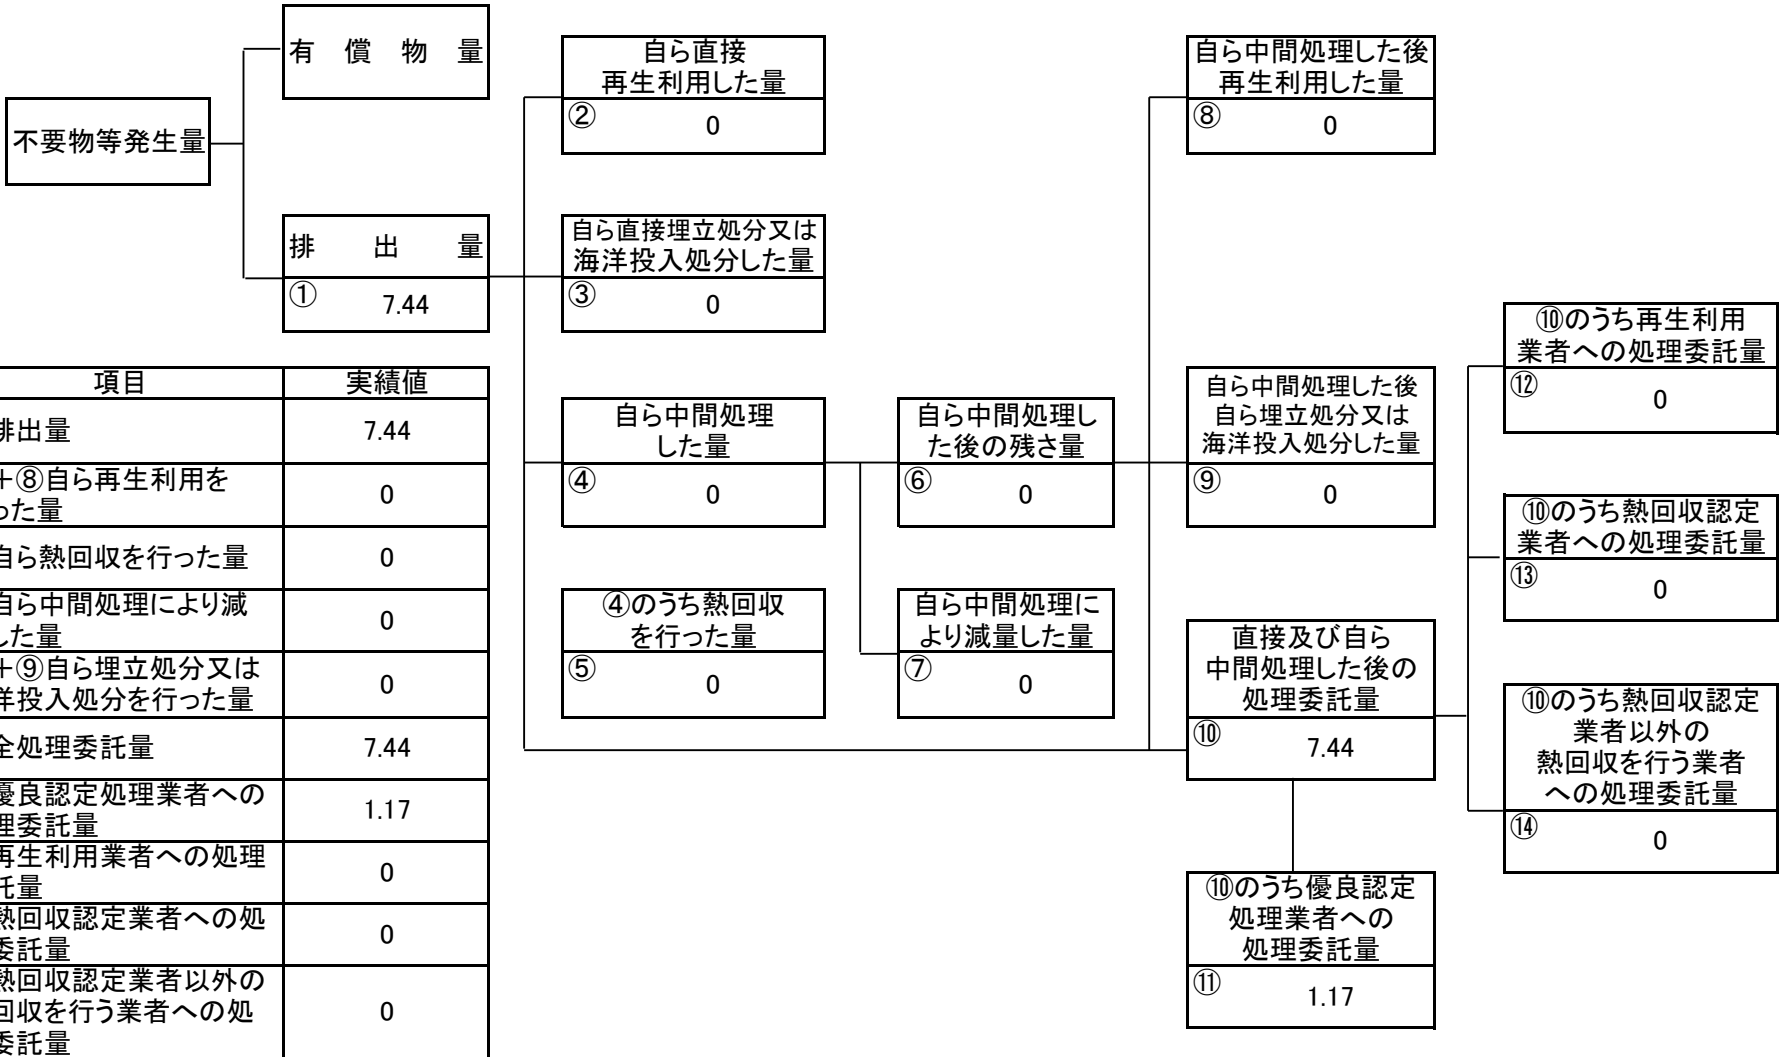 有 償 物 量
不要物等発生量
排 出 量
① 7.44
自ら直接
再生利用した量
② 0
自ら直接埋立処分又は
海洋投入処分した量
③ 0
自ら中間処理
した量
④ 0
④のうち熱回収
を行った量
⑤ 0
自ら中間処理し
た後の残さ量
⑥ 0
自ら中間処理に
より減量した量
⑦ 0
自ら中間処理した後
再生利用した量
⑧ 0
自ら中間処理した後
自ら埋立処分又は
海洋投入処分した量
⑨ 0
直接及び自ら
中間処理した後の
処理委託量
⑩ 7.44
⑩のうち優良認定
処理業者への
処理委託量
⑪ 1.17
⑩のうち再生利用
業者への処理委託量
⑫ 0
⑩のうち熱回収認定
業者への処理委託量
⑬ 0
⑩のうち熱回収認定
業者以外の
熱回収を行う業者
への処理委託量
⑭ 0
項目 実績値
排出量 7.44
+⑧自ら再生利用を
った量 0
自ら熱回収を行った量 0
自ら中間処理により減
した量 0
+⑨自ら埋立処分又は
洋投入処分を行った量 0
全処理委託量 7.44
優良認定処理業者への
理委託量 1.17
再生利用業者への処理
託量 0
熱回収認定業者への処
委託量 0
熱回収認定業者以外の
回収を行う業者への処
委託量 0